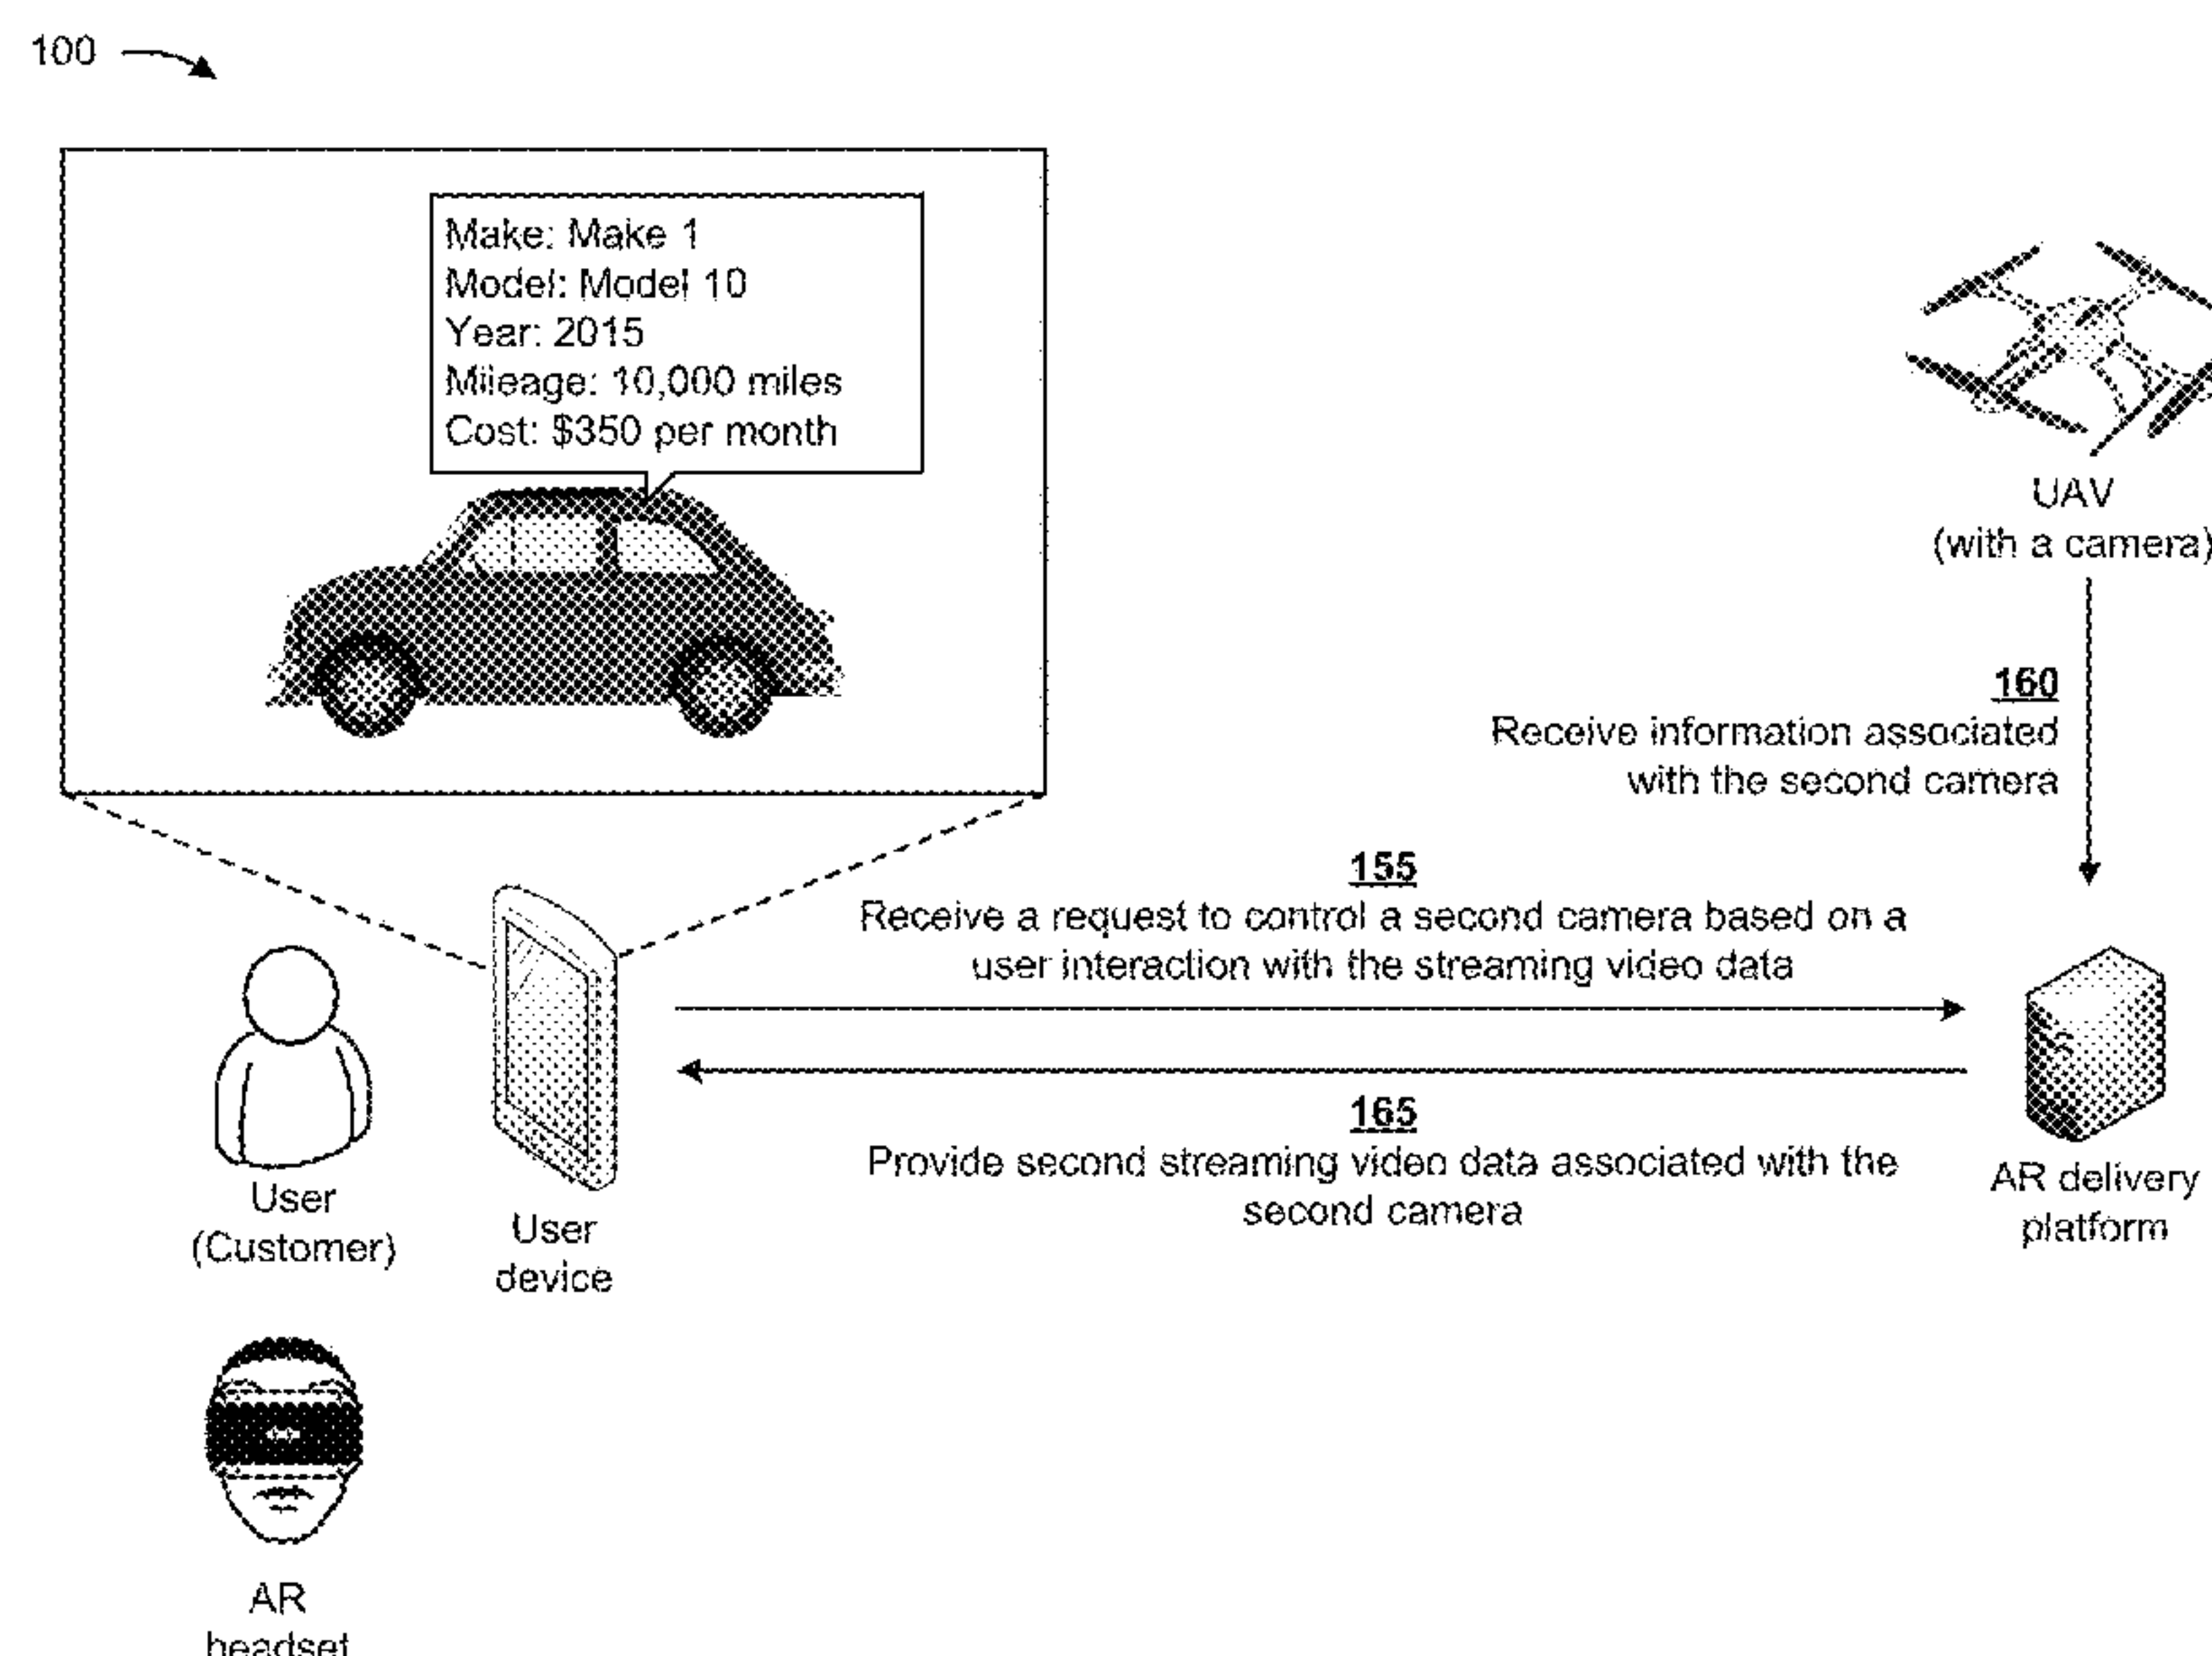 100
Make: Make 1
Model: Model 10
Year: 2015
Mileage: 10,000 miles
Cost: $350 per month
UAV
(with a camera)
160
Receive information associated
with the second camera
155
Receive a request to control a second camera based on a
user interaction with the streaming video data
165
Provide second streaming video data associated with the
second camera
User
(Customer)
User
device
AR delivery
platform
AR
headset